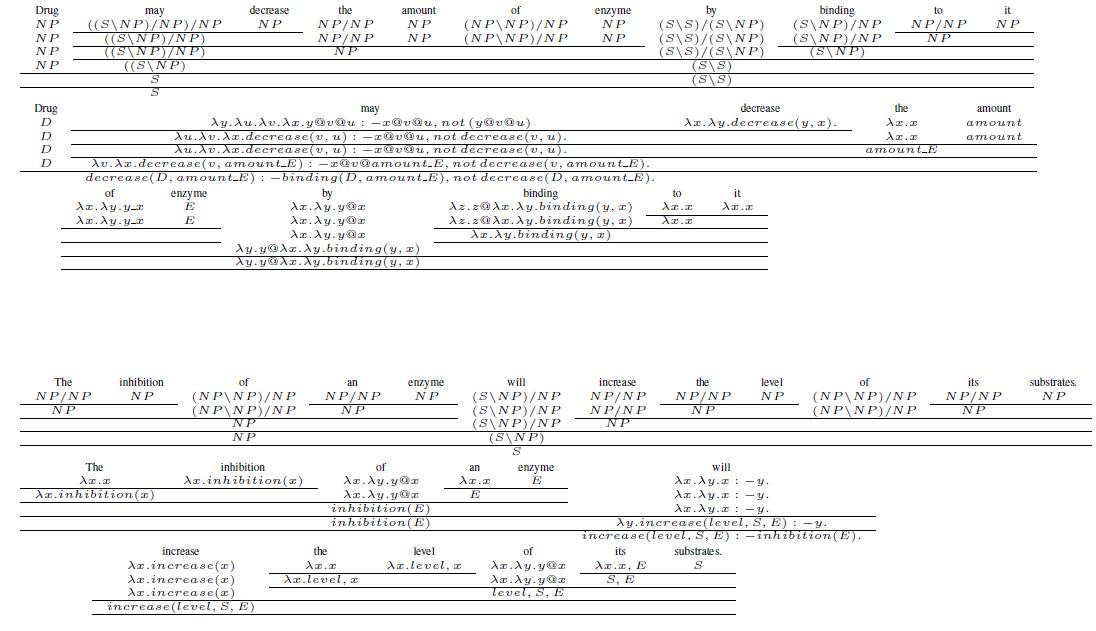 Drug may decrease the amount of enzyme by binding to it
NP ((S\NP)/NP)/NP NP NP/NP NP (NP\NP)/NP NP (S\S)/(S\NP) (S\NP)/NP NP/NP NP
NP ((S\NP)/NP) NP/NP NP (NP\NP)/NP NP (S\S)/(S\NP) (S\NP)/NP NP
NP ((S\NP)/NP) NP (S\S)/(S\NP) (S\NP)
NP ((S\NP) (S\S)
S (S\S)
S
Drug may decrease the amount
D λy.λu.λv.λx.y@v@u : −x@v@u, not (y@v@u) λx.λy.decrease(y, x). λx.x amount
D λu.λv.λx.decrease(v, u) : −x@v@u, not decrease(v, u). λx.x amount
D λu.λv.λx.decrease(v, u) : −x@v@u, not decrease(v, u). amount_E
D λv.λx.decrease(v, amount_E) : −x@v@amount_E, not decrease(v, amount_E).
decrease(D, amount_E) : −binding(D, amount_E), not decrease(D, amount_E).
of enzyme by binding to it
λx.λy.y_x E λx.λy.y@x λz.z@λx.λy.binding(y, x) λx.x λx.x
λx.λy.y_x E λx.λy.y@x λz.z@λx.λy.binding(y, x) λx.x
λx.λy.y@x λx.λy.binding(y, x)
λy.y@λx.λy.binding(y, x)
λy.y@λx.λy.binding(y, x)
The inhibition of an enzyme will increase the level of its substrates.
NP/NP NP (NP\NP)/NP NP/NP NP (S\NP)/NP NP/NP NP/NP NP (NP\NP)/NP NP/NP NP
NP (NP\NP)/NP NP (S\NP)/NP NP/NP NP (NP\NP)/NP NP
NP (S\NP)/NP NP
NP (S\NP)
S
The inhibition of an enzyme will
λx.x λx.inhibition(x) λx.λy.y@x λx.x E λx.λy.x : −y.
λx.inhibition(x) λx.λy.y@x E λx.λy.x : −y.
inhibition(E) λx.λy.x : −y.
inhibition(E) λy.increase(level, S, E) : −y.
increase(level, S, E) : −inhibition(E).
increase the level of its substrates.
λx.increase(x) λx.x λx.level, x λx.λy.y@x λx.x, E S
λx.increase(x) λx.level, x λx.λy.y@x S, E
λx.increase(x) level, S, E
increase(level, S, E)